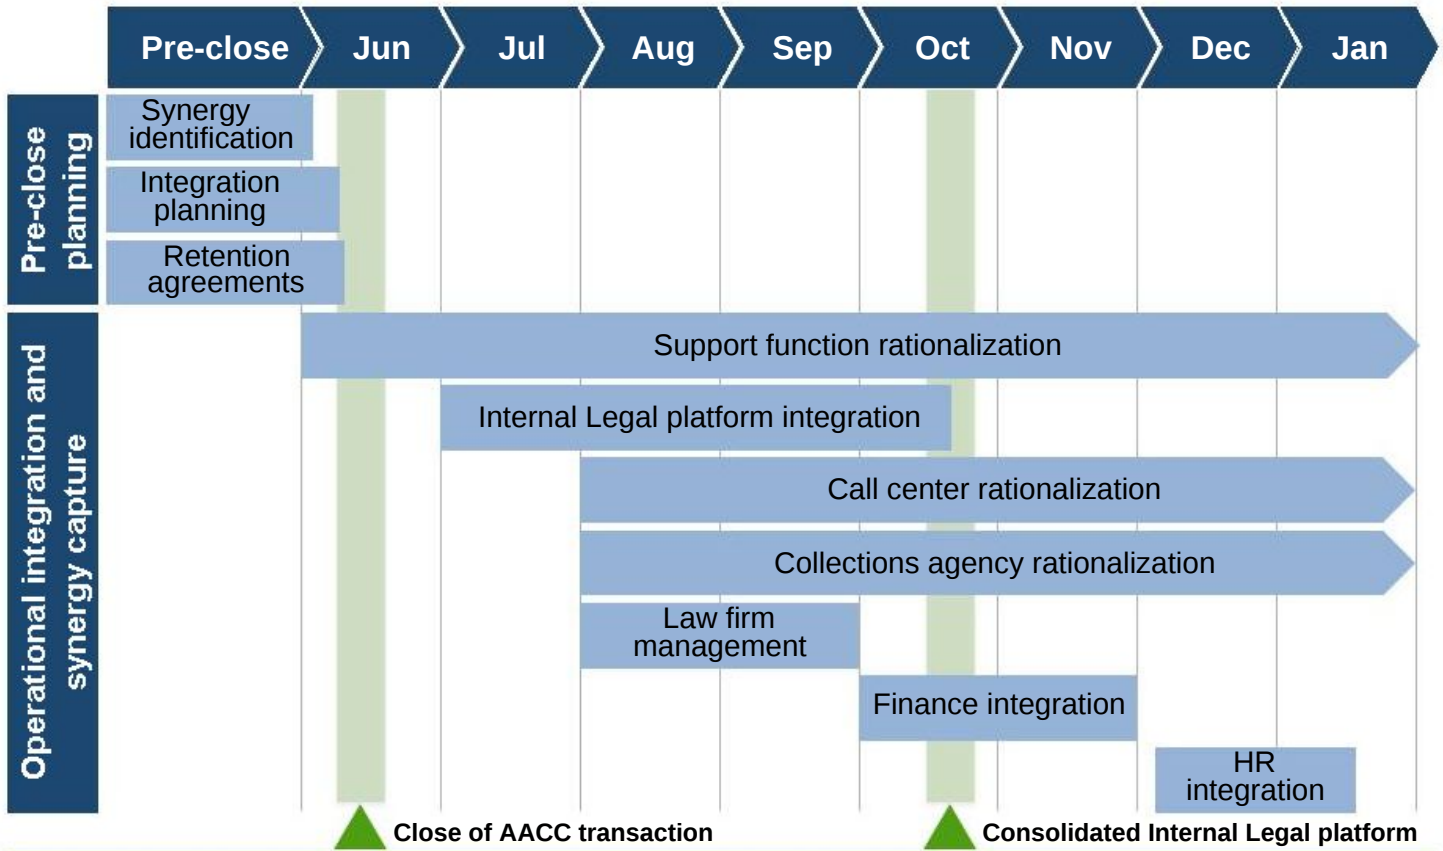 Pre-close
Jun
Jul
Aug
Sep
Oct
Nov
Dec
Jan
Pre-close
planning
Synergy
identification
Integration
planning
Retention
agreements
Operational integration and
synergy capture
Support function rationalization
Internal Legal platform integration
Call center rationalization
Collections agency rationalization
Law firm
management
Finance integration
HR
integration
Close of AACC transaction
Consolidated Internal Legal platform